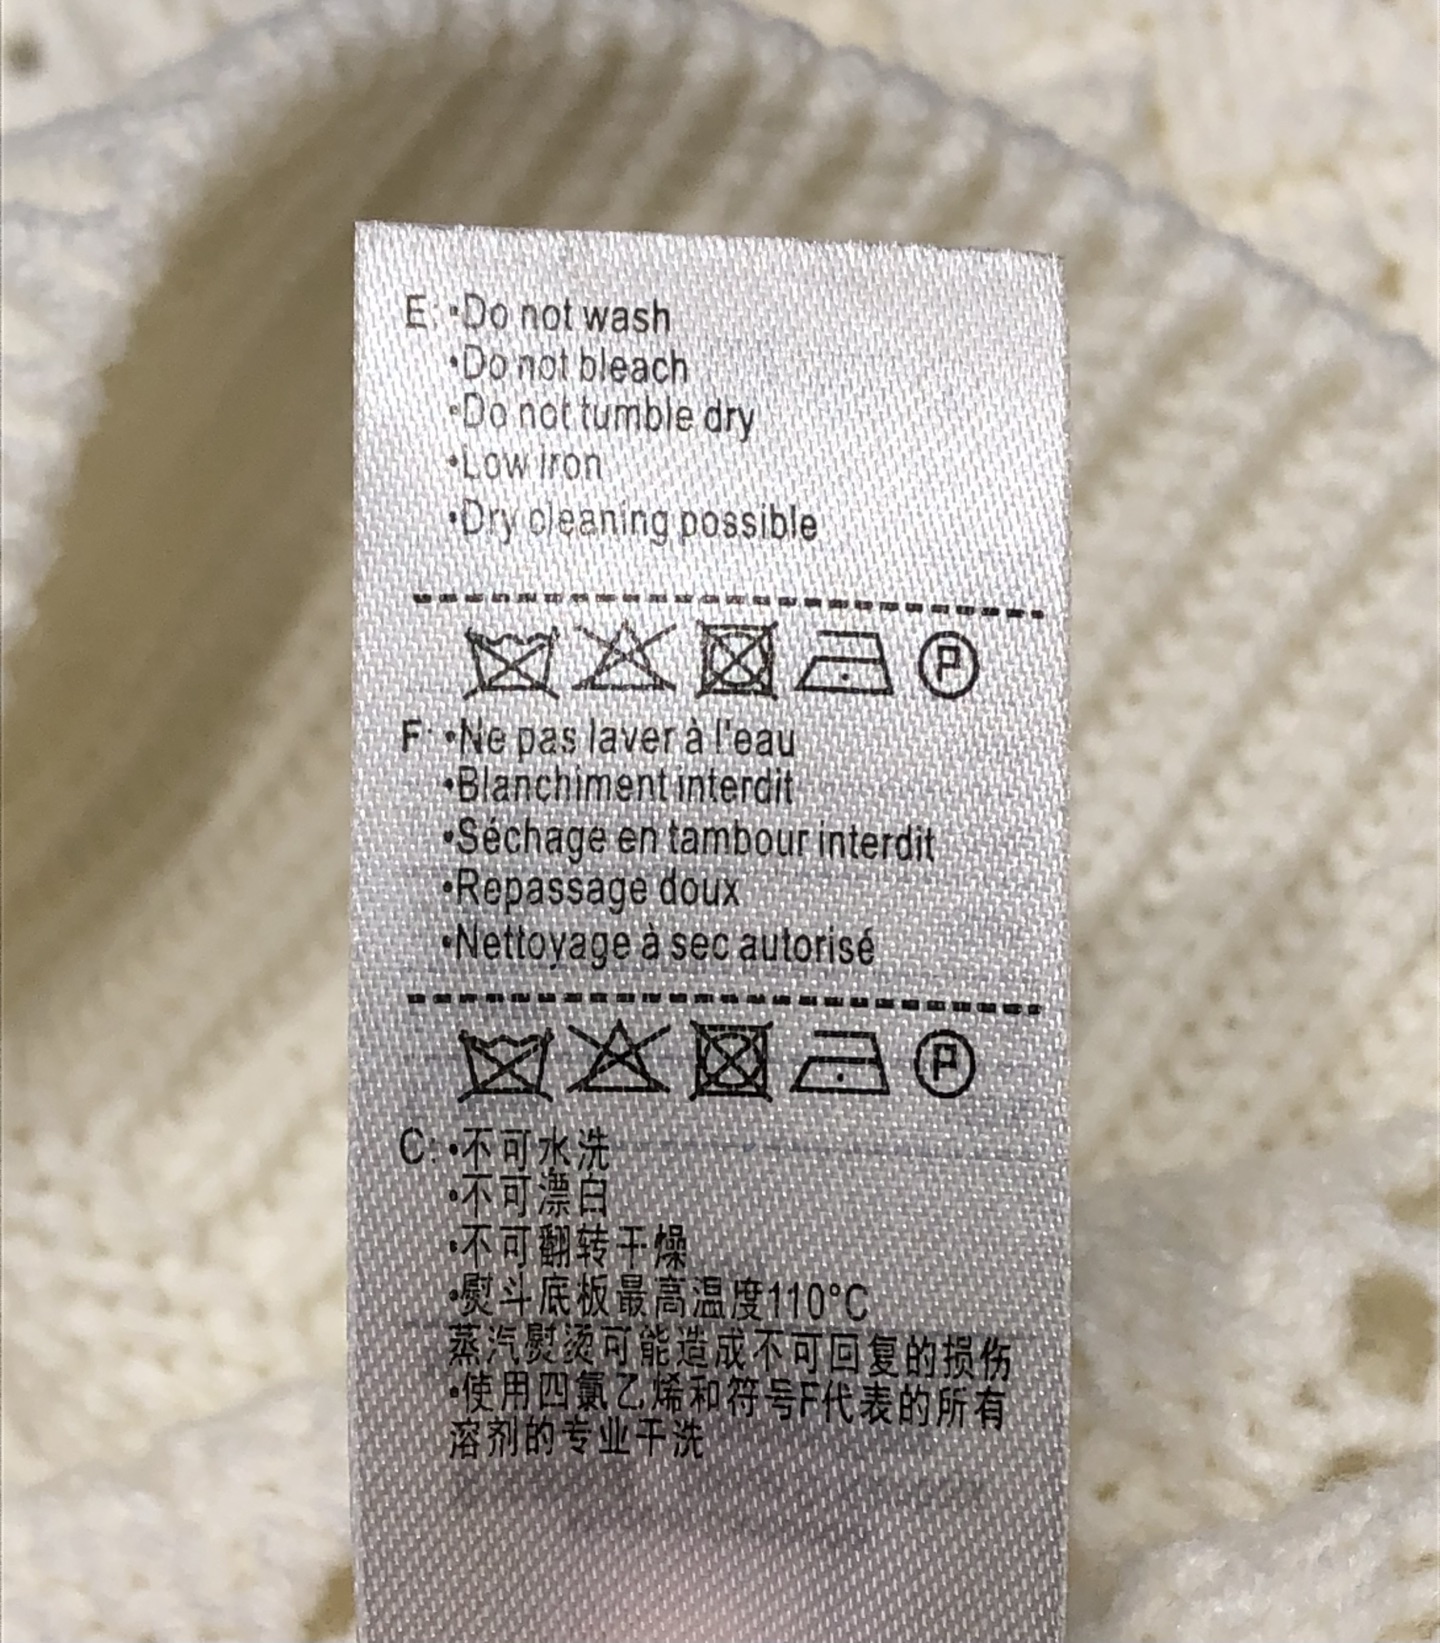 E: •Do not wash
•Do not bleach
•Do not tumble dry
•Low iron
•Dry cleaning possible
P
F: •Ne pas laver à l'eau
•Blanchiment interdit
•Séchage en tambour interdit
•Repassage doux
•Nettoyage à sec autorisé
P
C: •不可水洗
•不可漂白
•不可翻转干燥
•熨斗底板最高温度110°C
蒸汽熨烫可能造成不可回复的损伤
•使用四氯乙烯和符号F代表的所有
溶剂的专业干洗